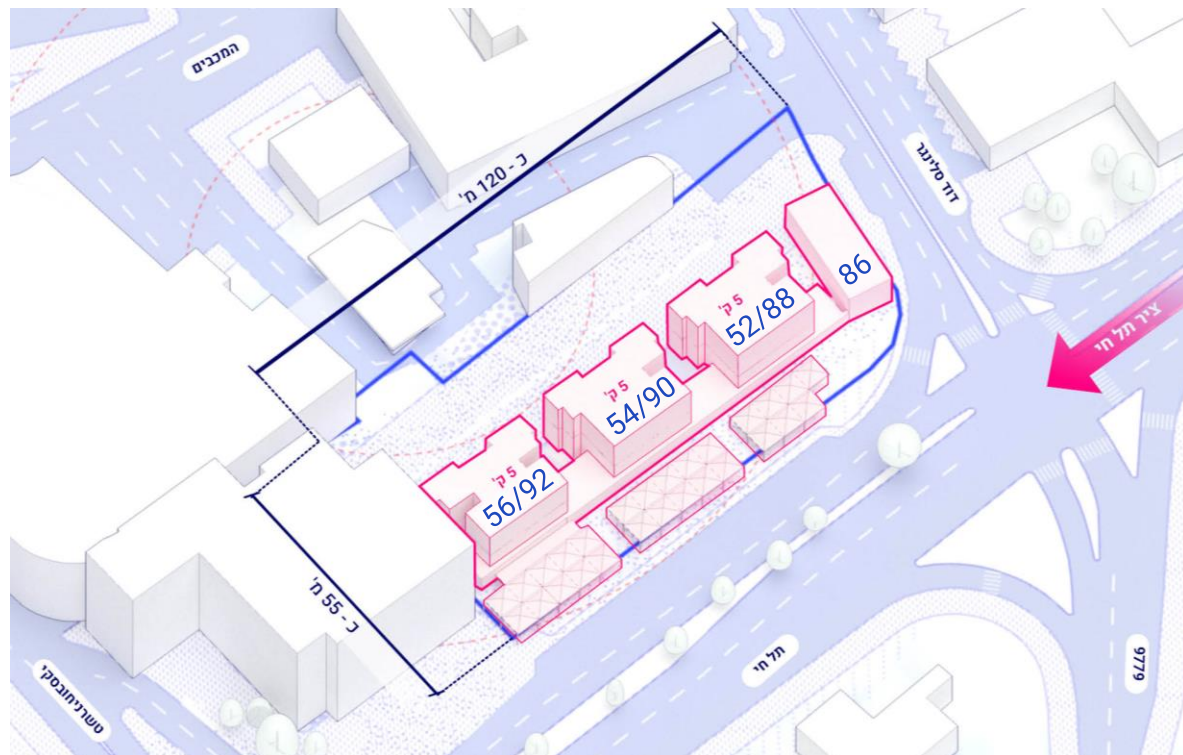 המכבים
כ - 120 מ'
דוד סלינגר
86
5 ק'
52/88
ציר תל חי
5 ק'
54/90
5 ק'
56/92
כ - 55 מ'
תל חי
9779
טשרניחובסקי